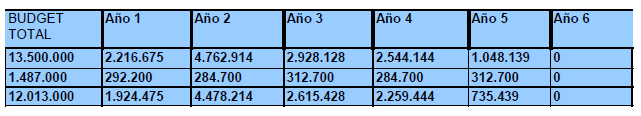 BUDGET TOTAL Año 1 Año 2 Año 3 Año 4 Año 5 Año 6
13.500.000 2.216.675 4.762.914 2.928.128 2.544.144 1.048.139 0
1.487.000 292.200 284.700 312.700 284.700 312.700 0
12.013.000 1.924.475 4.478.214 2.615.428 2.259.444 735.439 0